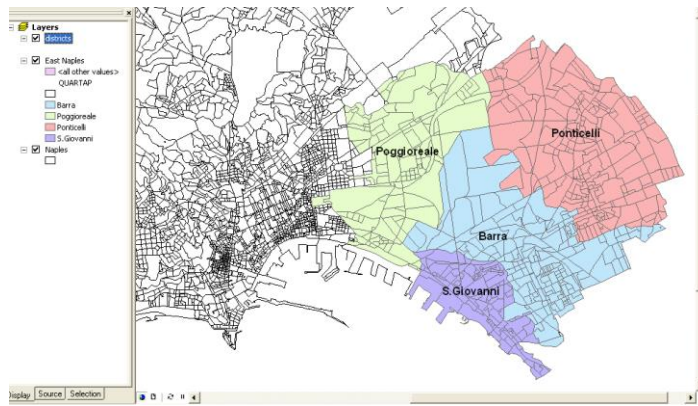 Layers
districts
East Naples
<all other values>
QUARTAP
Barra
Poggioreale
Ponticelli
S.Giovanni
Naples
Ponticelli
Poggioreale
Barra
S.Giovanni
Display Source Selection